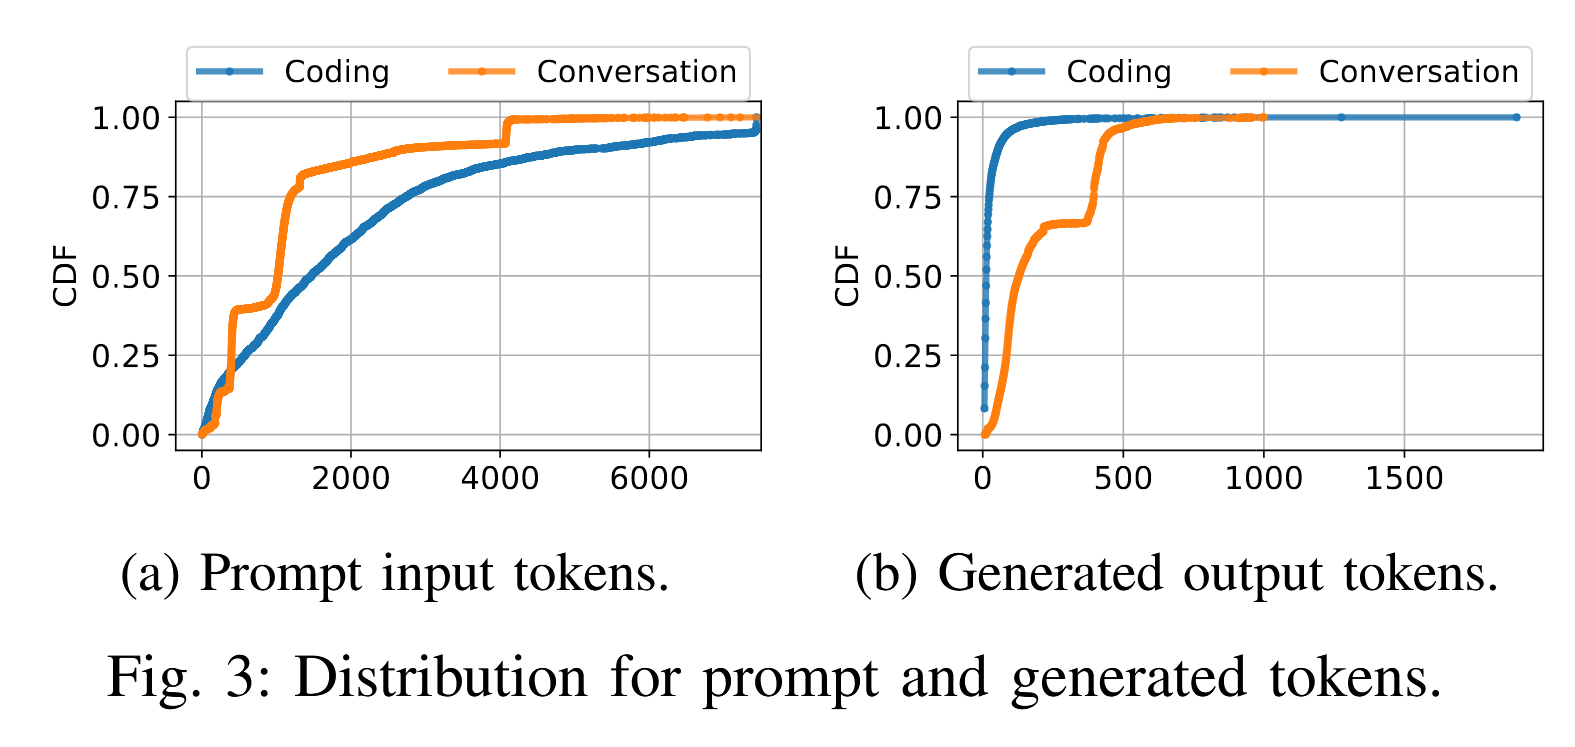 Coding Conversation
1.00
0.75
0.50
0.25
0.00
CDF
0 2000 4000 6000
(a) Prompt input tokens.
Coding Conversation
1.00
0.75
0.50
0.25
0.00
CDF
0 500 1000 1500
(b) Generated output tokens.
Fig. 3: Distribution for prompt and generated tokens.